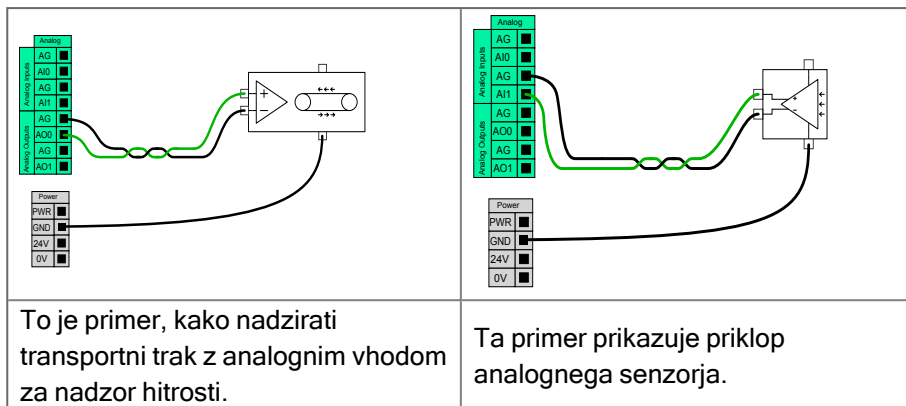 Analog
AG
AI0
AG
AI1
AG
AO0
AG
AO1
Analog Inputs
Analog Outputs
+
−
Power
PWR
GND
24V
0V
To je primer, kako nadzirati
transportni trak z analognim vhodom
za nadzor hitrosti.
Analog
AG
AI0
AG
AI1
AG
AO0
AG
AO1
Analog Inputs
Analog Outputs
+
−
Power
PWR
GND
24V
0V
Ta primer prikazuje priklop
analognega senzorja.